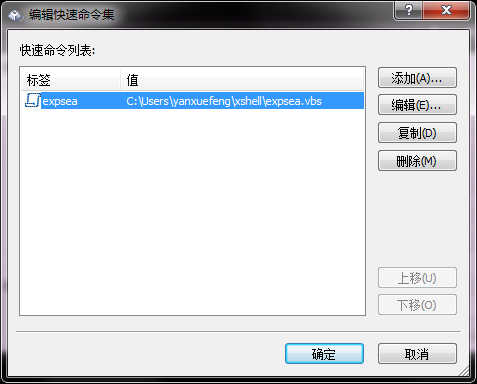 编辑快速命令集
快速命令列表:
标签 值
expsea C:\Users\yanxuefeng\xshell\expsea.vbs
添加(A)...
编辑(E)...
复制(D)
删除(M)
上移(U)
下移(O)
确定 取消